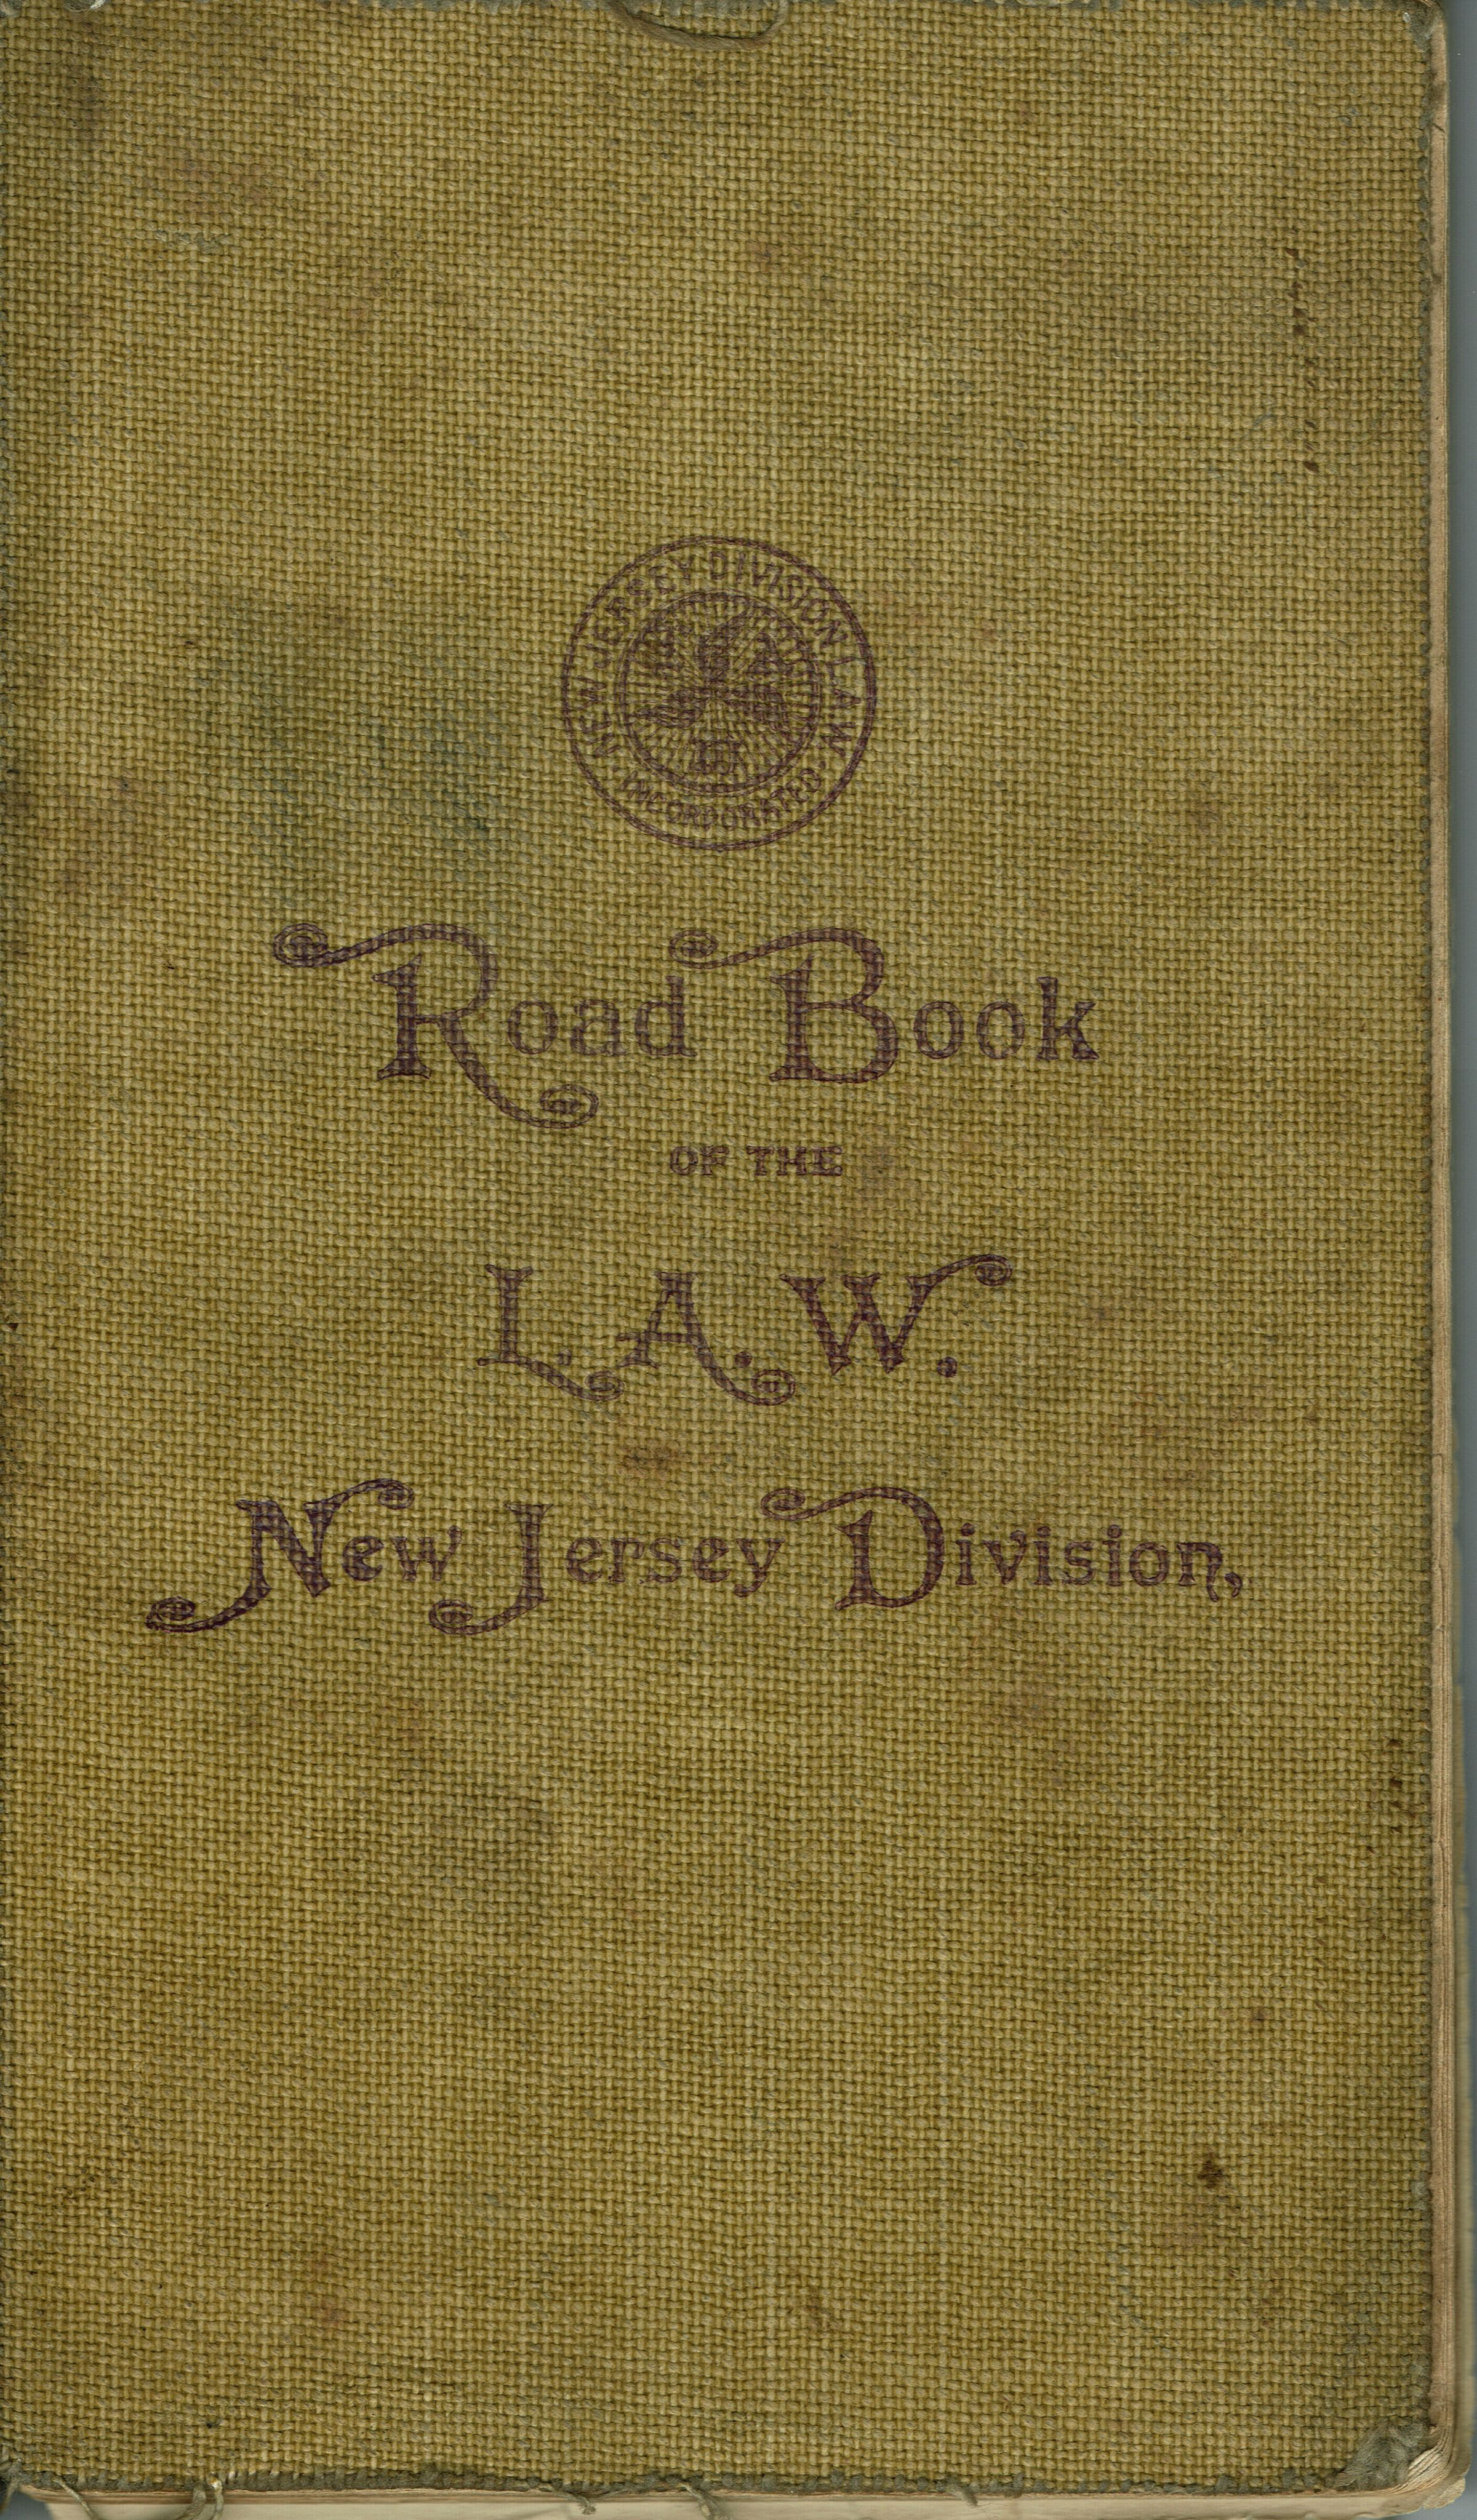 NEW JERSEY DIVISION L.A.W.
INCORPORATED
Road Book
OF THE
L.A.W.
New Jersey Division,